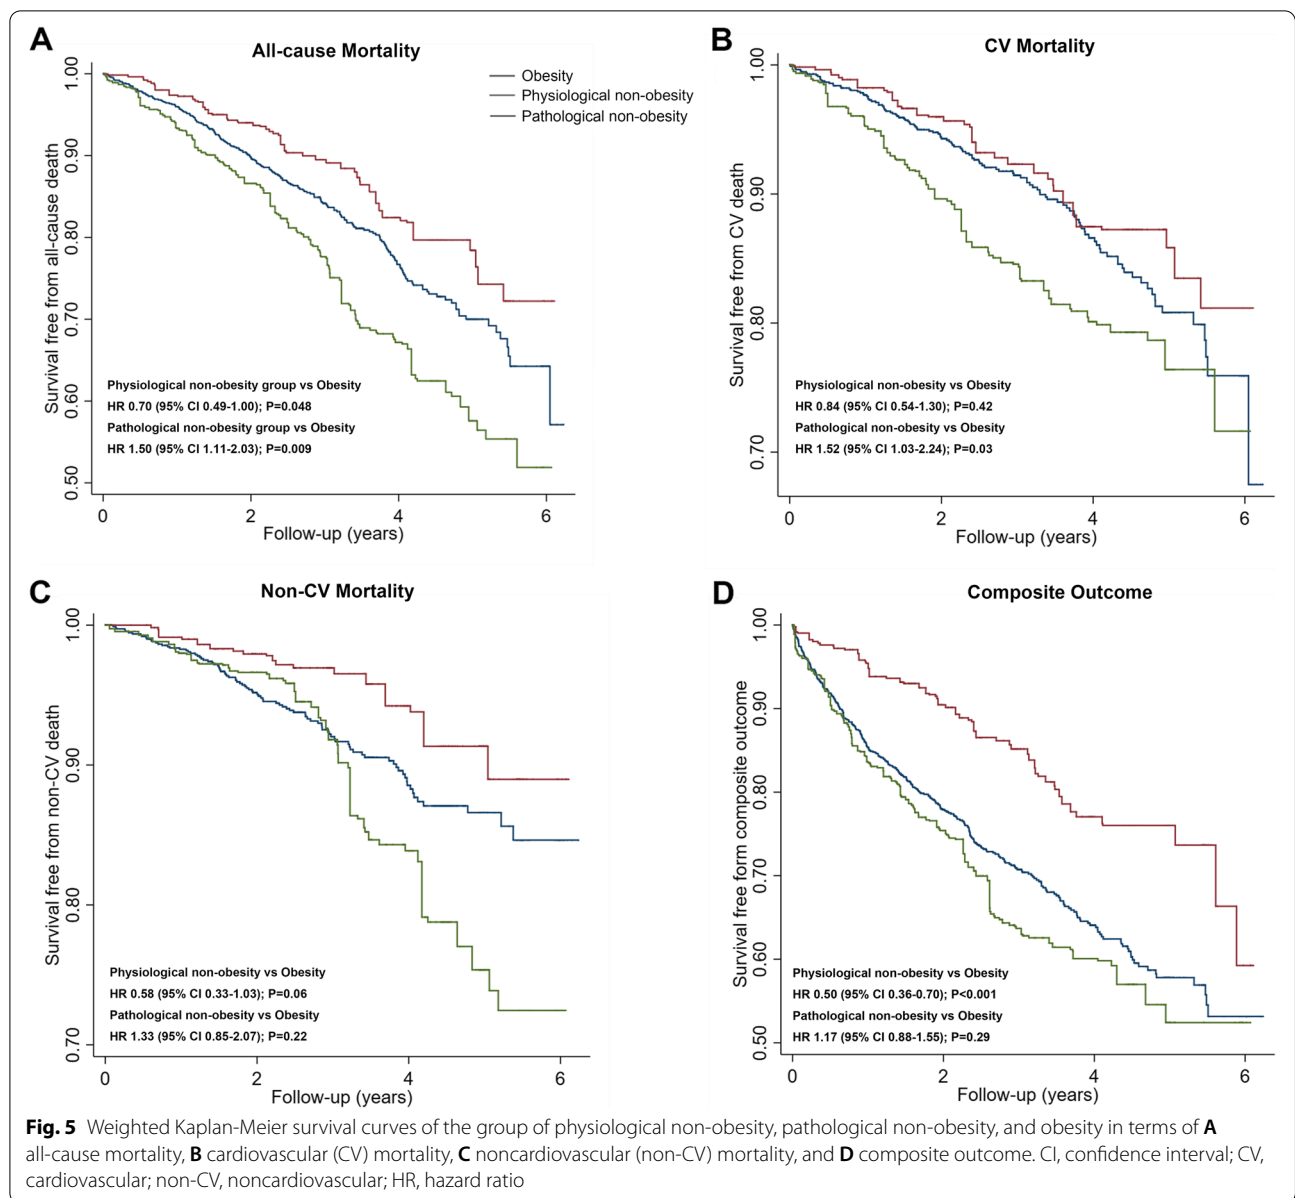 A
All-cause Mortality
Obesity
Physiological non-obesity
Pathological non-obesity
Survival free from all-cause death
1.00
0.90
0.80
0.70
0.60
0.50
Physiological non-obesity group vs Obesity
HR 0.70 (95% CI 0.49-1.00); P=0.048
Pathological non-obesity group vs Obesity
HR 1.50 (95% CI 1.11-2.03); P=0.009
0 2 4 6
Follow-up (years)
B
CV Mortality
Survival free from CV death
1.00
0.90
0.80
0.70
Physiological non-obesity vs Obesity
HR 0.84 (95% CI 0.54-1.30); P=0.42
Pathological non-obesity vs Obesity
HR 1.52 (95% CI 1.03-2.24); P=0.03
0 2 4 6
Follow-up (years)
C
Non-CV Mortality
Survival free from non-CV death
1.00
0.90
0.80
0.70
Physiological non-obesity vs Obesity
HR 0.58 (95% CI 0.33-1.03); P=0.06
Pathological non-obesity vs Obesity
HR 1.33 (95% CI 0.85-2.07); P=0.22
0 2 4 6
Follow-up (years)
D
Composite Outcome
Survival free form composite outcome
1.00
0.90
0.80
0.70
0.60
0.50
Physiological non-obesity vs Obesity
HR 0.50 (95% CI 0.36-0.70); P<0.001
Pathological non-obesity vs Obesity
HR 1.17 (95% CI 0.88-1.55); P=0.29
0 2 4 6
Follow-up (years)
Fig. 5 Weighted Kaplan-Meier survival curves of the group of physiological non-obesity, pathological non-obesity, and obesity in terms of A
all-cause mortality, B cardiovascular (CV) mortality, C noncardiovascular (non-CV) mortality, and D composite outcome. CI, confidence interval; CV,
cardiovascular; non-CV, noncardiovascular; HR, hazard ratio